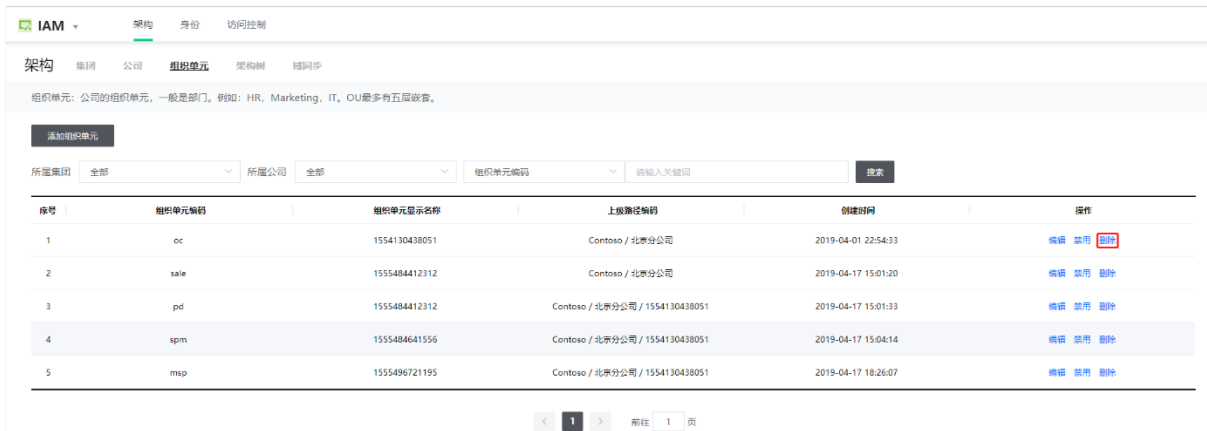 IAM 架构 身份 访问控制
架构 集团 公司 组织单元 架构树 域同步
组织单元：公司的组织单元，一般是部门。例如：HR，Marketing，IT。OU最多有五层嵌套。
添加组织单元
所属集团 全部 所属公司 全部 组织单元编码 请输入关键词 搜索
序号 组织单元编码 组织单元显示名称 上级路径编码 创建时间 操作
1 oc 1554130438051 Contoso / 北京分公司 2019-04-01 22:54:33 编辑 禁用 删除
2 sale 1555484412312 Contoso / 北京分公司 2019-04-17 15:01:20 编辑 禁用 删除
3 pd 1555484412312 Contoso / 北京分公司 / 1554130438051 2019-04-17 15:01:33 编辑 禁用 删除
4 spm 1555484641556 Contoso / 北京分公司 / 1554130438051 2019-04-17 15:04:14 编辑 禁用 删除
5 msp 1555496721195 Contoso / 北京分公司 / 1554130438051 2019-04-17 18:26:07 编辑 禁用 删除
< 1 > 前往 1 页